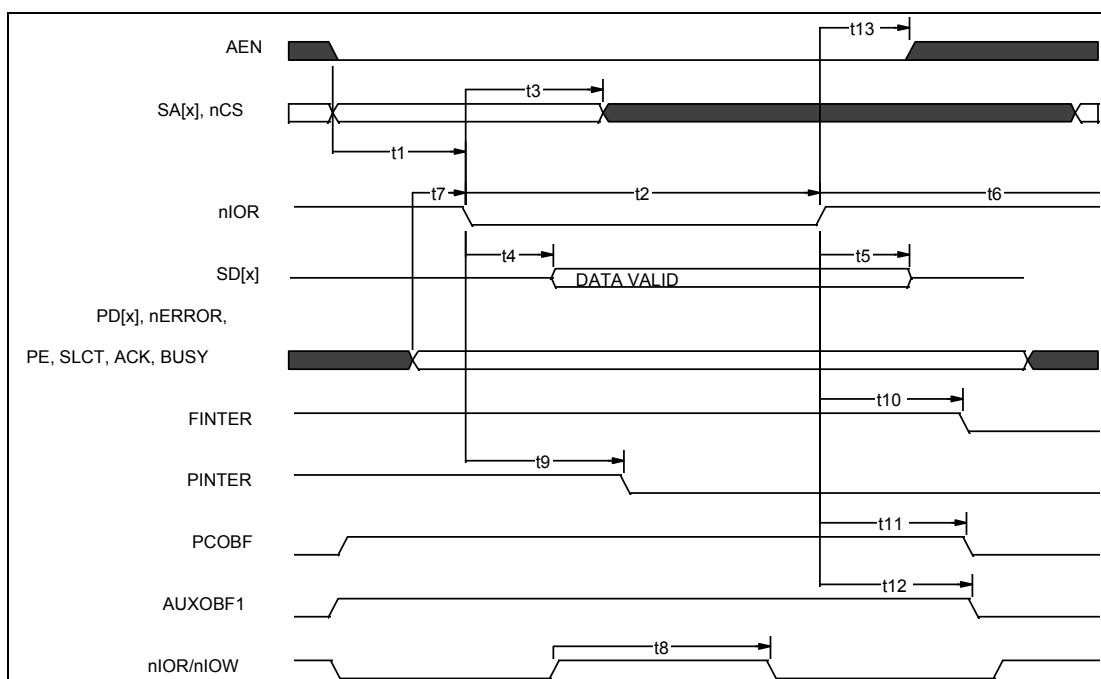 t13
AEN
t3
SA[x], nCS
t1
t7 t2 t6
nIOR
t4 t5
SD[x] DATA VALID
PD[x], nERROR,
PE, SLCT, ACK, BUSY
t10
FINTER
t9
PINTER
t11
PCOBF
t12
AUXOBF1
t8
nIOR/nIOW